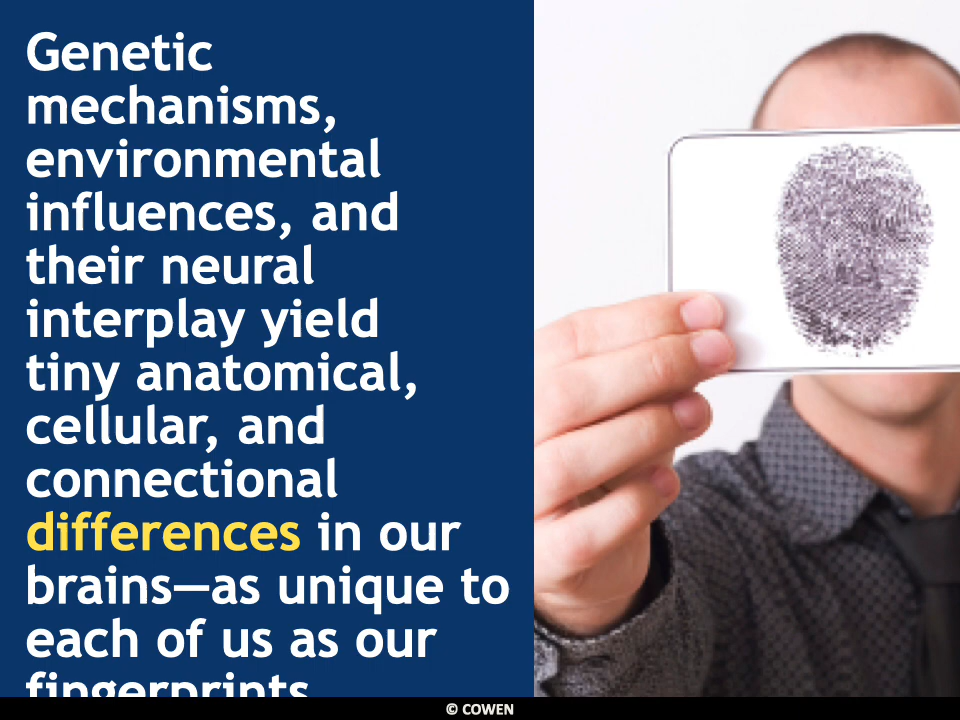 Genetic
mechanisms,
environmental
influences, and
their neural
interplay yield
tiny anatomical,
cellular, and
connectional
differences in our
brains—as unique to
each of us as our
fingerprints
© COWEN